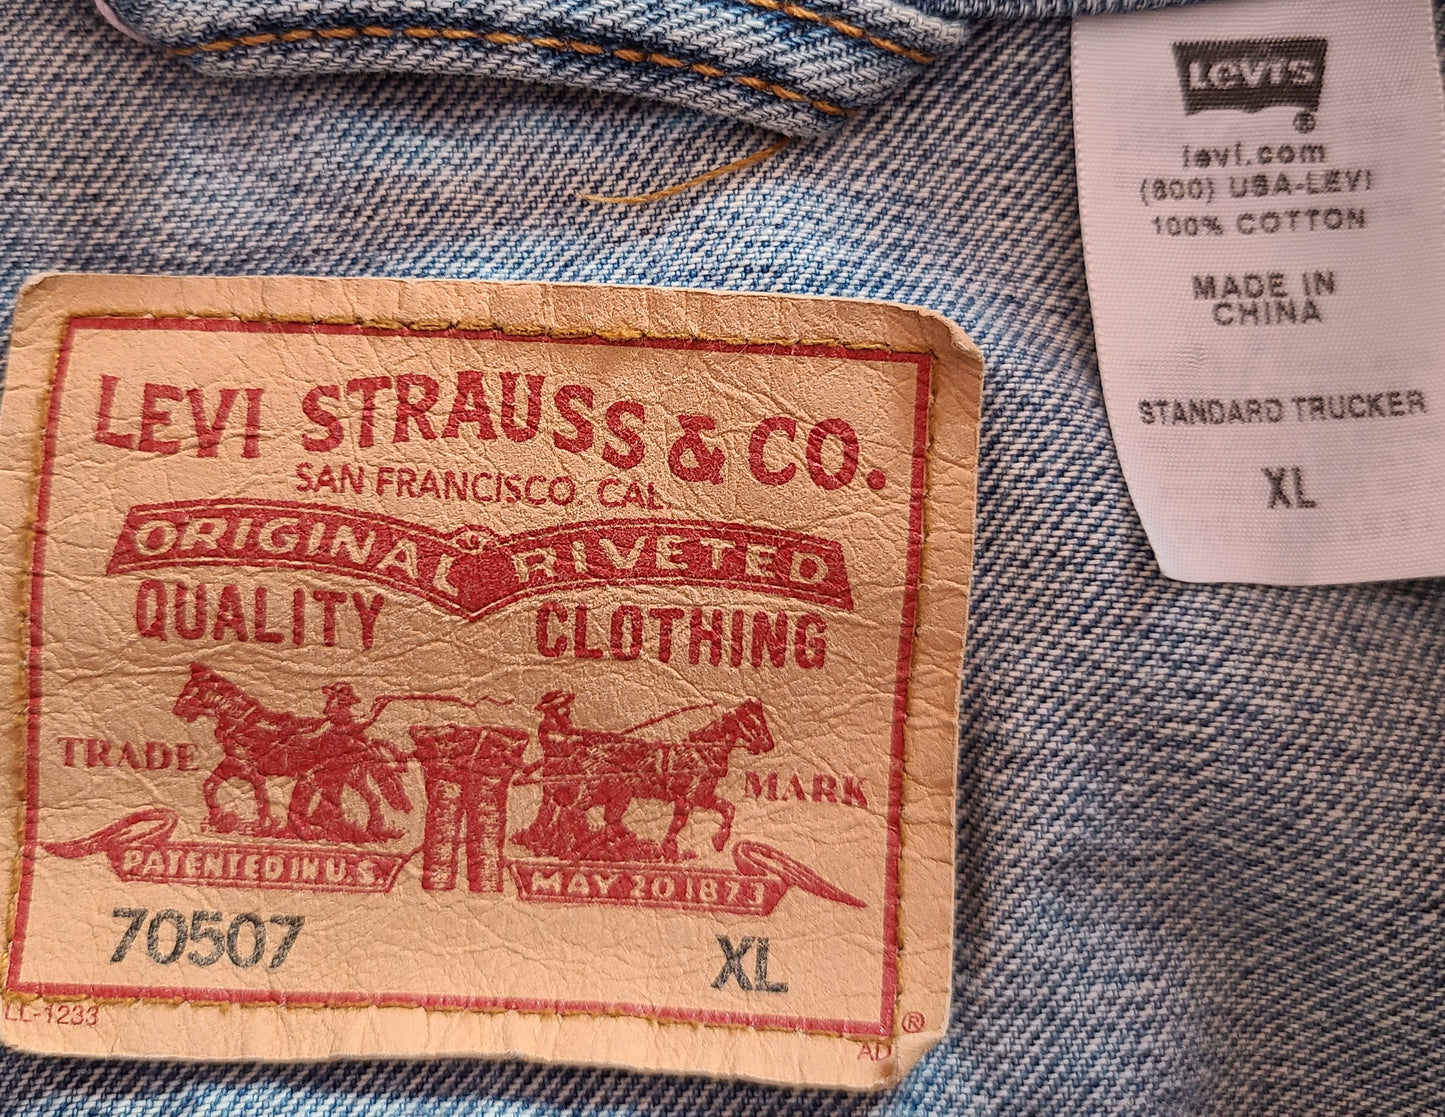 LEVI STRAUSS & CO.
SAN FRANCISCO, CAL.
ORIGINAL RIVETED
QUALITY CLOTHING
TRADE MARK
PATENTED IN U.S. MAY 20 1873
70507 XL
LL-1233 ®
AD
LEVI'S
®
levi.com
(800) USA-LEVI
100% COTTON
MADE IN
CHINA
STANDARD TRUCKER
XL